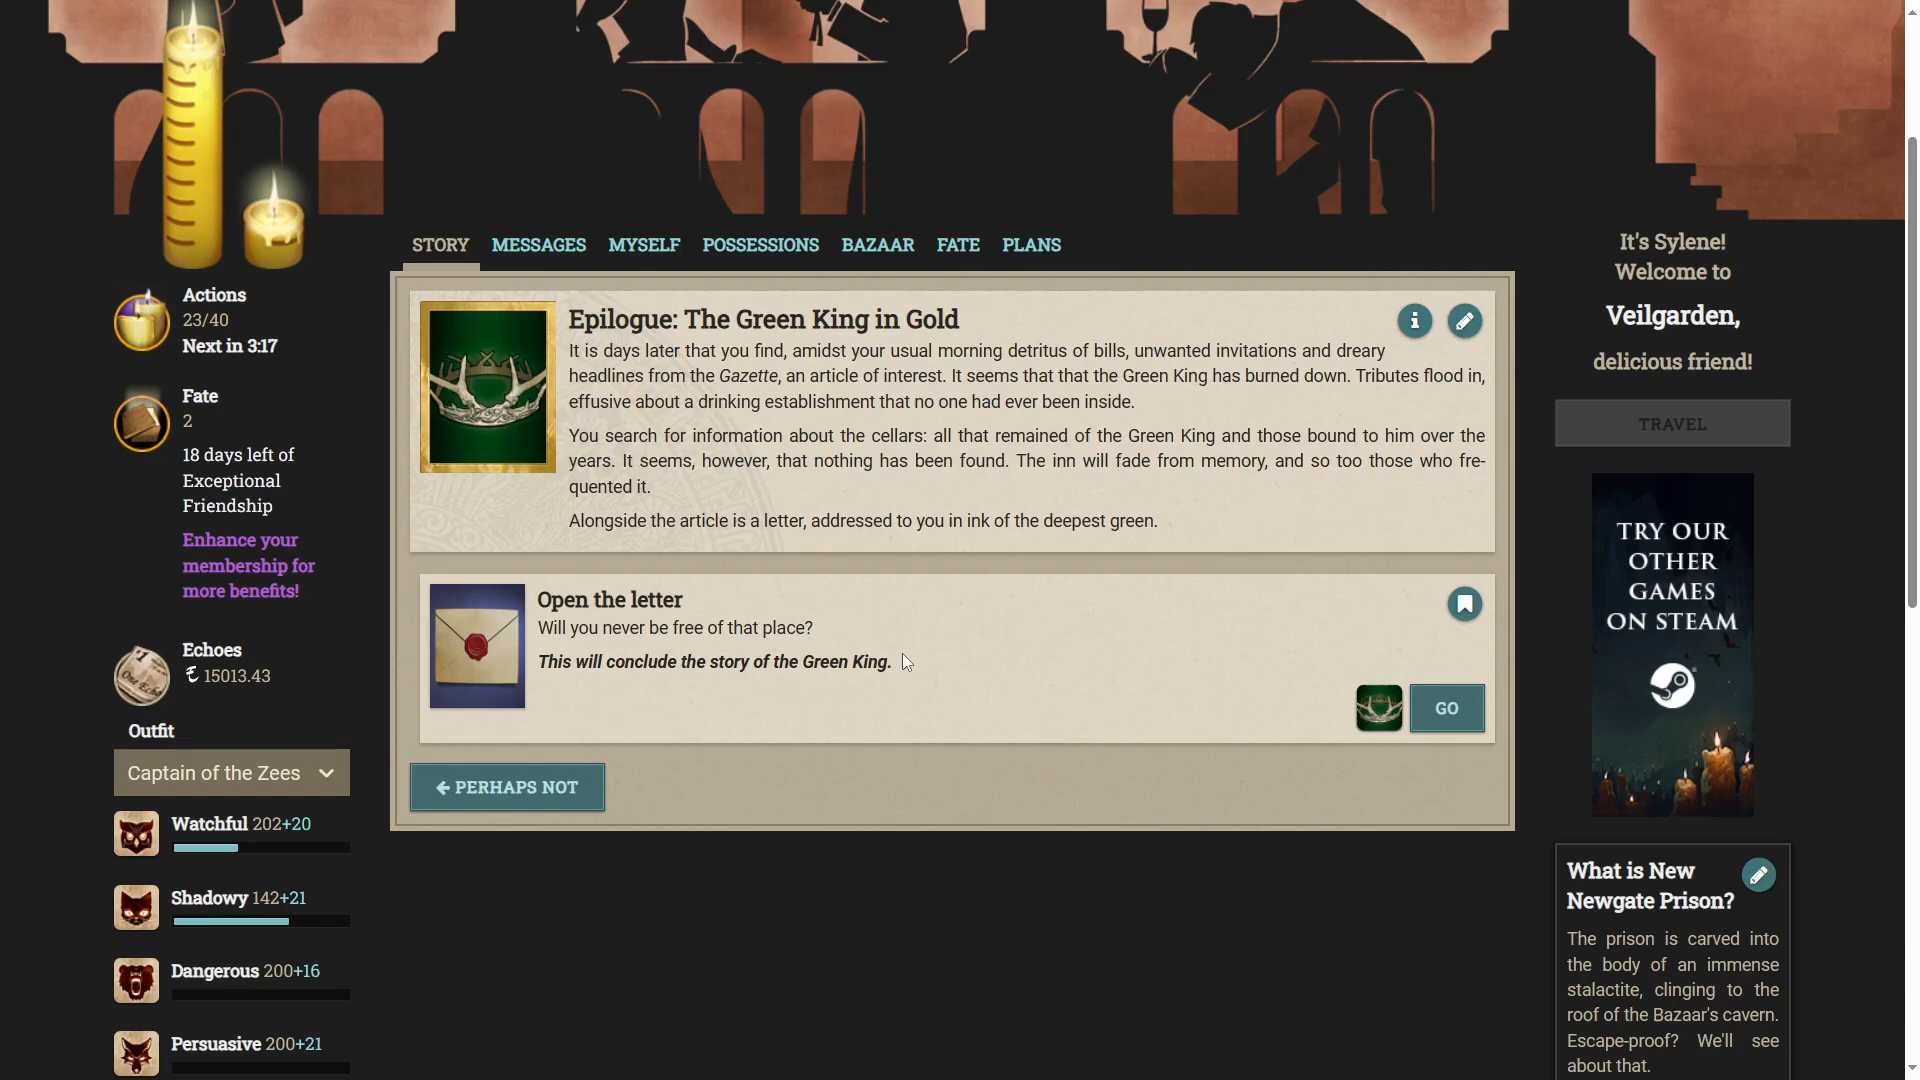 STORY MESSAGES MYSELF POSSESSIONS BAZAAR FATE PLANS
Actions
23/40
Next in 3:17
Fate
2
18 days left of
Exceptional
Friendship
Enhance your
membership for
more benefits!
Echoes
15013.43
Outfit
Captain of the Zees
Watchful 202+20
Shadowy 142+21
Dangerous 200+16
Persuasive 200+21
Epilogue: The Green King in Gold
It is days later that you find, amidst your usual morning detritus of bills, unwanted invitations and dreary
headlines from the Gazette, an article of interest. It seems that that the Green King has burned down. Tributes flood in,
effusive about a drinking establishment that no one had ever been inside.
You search for information about the cellars: all that remained of the Green King and those bound to him over the
years. It seems, however, that nothing has been found. The inn will fade from memory, and so too those who fre-
quented it.
Alongside the article is a letter, addressed to you in ink of the deepest green.
Open the letter
Will you never be free of that place?
This will conclude the story of the Green King.
GO
PERHAPS NOT
It's Sylene!
Welcome to
Veilgarden,
delicious friend!
TRAVEL
TRY OUR
OTHER
GAMES
ON STEAM
What is New
Newgate Prison?
The prison is carved into
the body of an immense
stalactite, clinging to the
roof of the Bazaar's cavern.
Escape-proof? We'll see
about that.